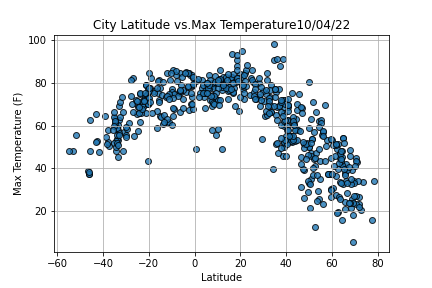 City Latitude vs.Max Temperature10/04/22
100
80
60
40
20
Max Temperature (F)
−60 −40 −20 0 20 40 60 80
Latitude